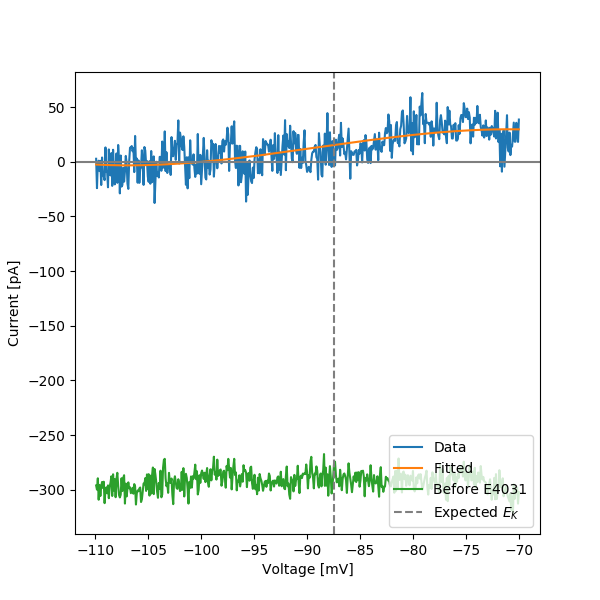 50
0
−50
−100
−150
−200
−250
−300
Current [pA]
Data
Fitted
Before E4031
Expected E_K
−110 −105 −100 −95 −90 −85 −80 −75 −70
Voltage [mV]